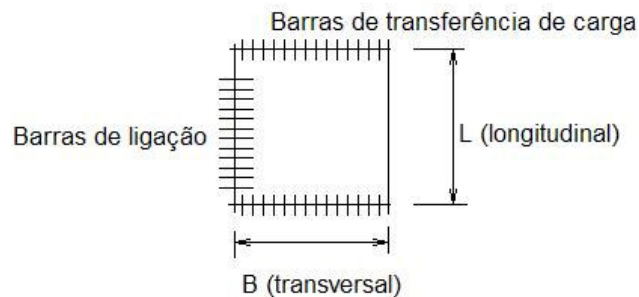 Barras de transferência de carga
Barras de ligação
L (longitudinal)
B (transversal)